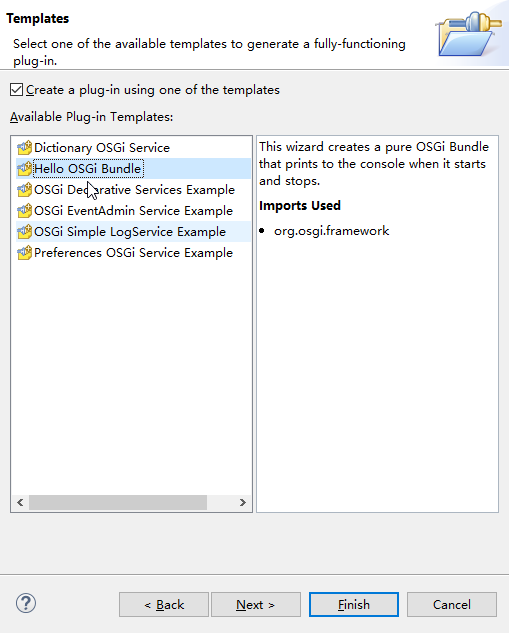 Templates
Select one of the available templates to generate a fully-functioning
plug-in.
Create a plug-in using one of the templates
Available Plug-in Templates:
Dictionary OSGi Service
Hello OSGi Bundle
OSGi Declarative Services Example
OSGi EventAdmin Service Example
OSGi Simple LogService Example
Preferences OSGi Service Example
This wizard creates a pure OSGi Bundle
that prints to the console when it starts
and stops.
Imports Used
org.osgi.framework
?
< Back
Next >
Finish
Cancel